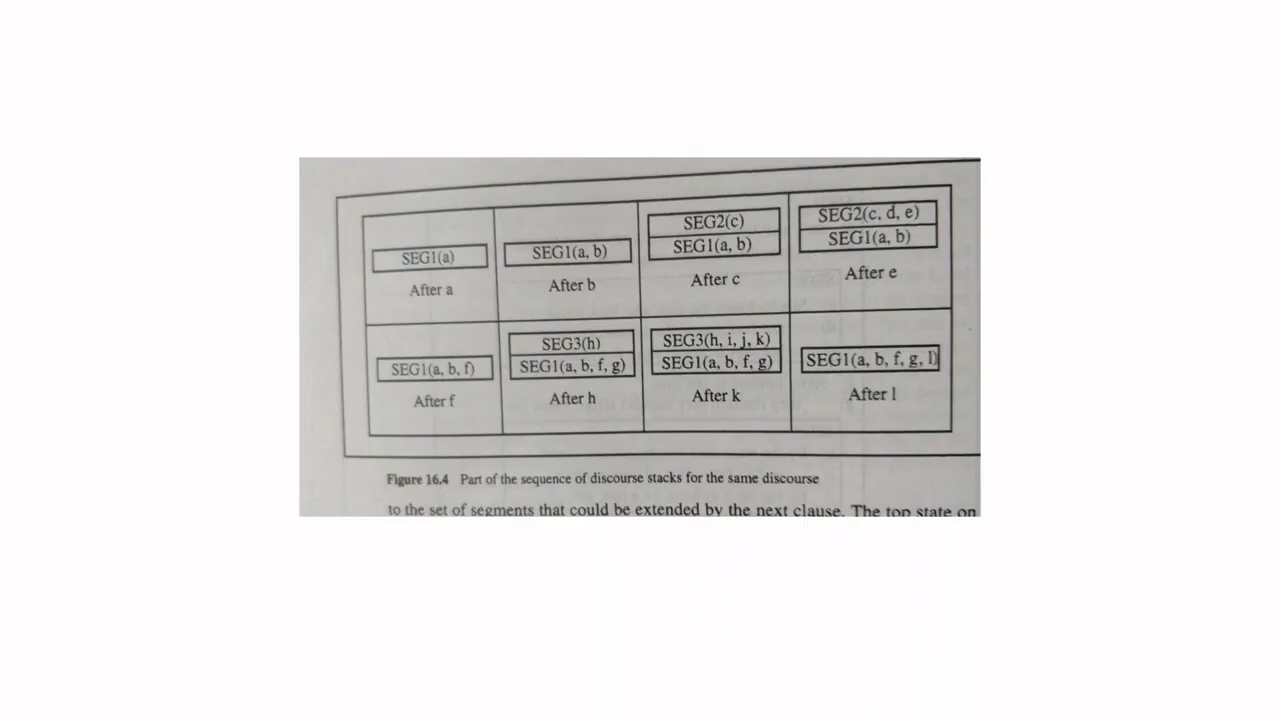 SEG1(a)
After a
SEG1(a, b)
After b
SEG2(c)
SEG1(a, b)
After c
SEG2(c, d, e)
SEG1(a, b)
After e
SEG1(a, b, f)
After f
SEG3(h)
SEG1(a, b, f, g)
After h
SEG3(h, i, j, k)
SEG1(a, b, f, g)
After k
SEG1(a, b, f, g, l)
After l
Figure 16.4 Part of the sequence of discourse stacks for the same discourse
to the set of segments that could be extended by the next clause. The top state on